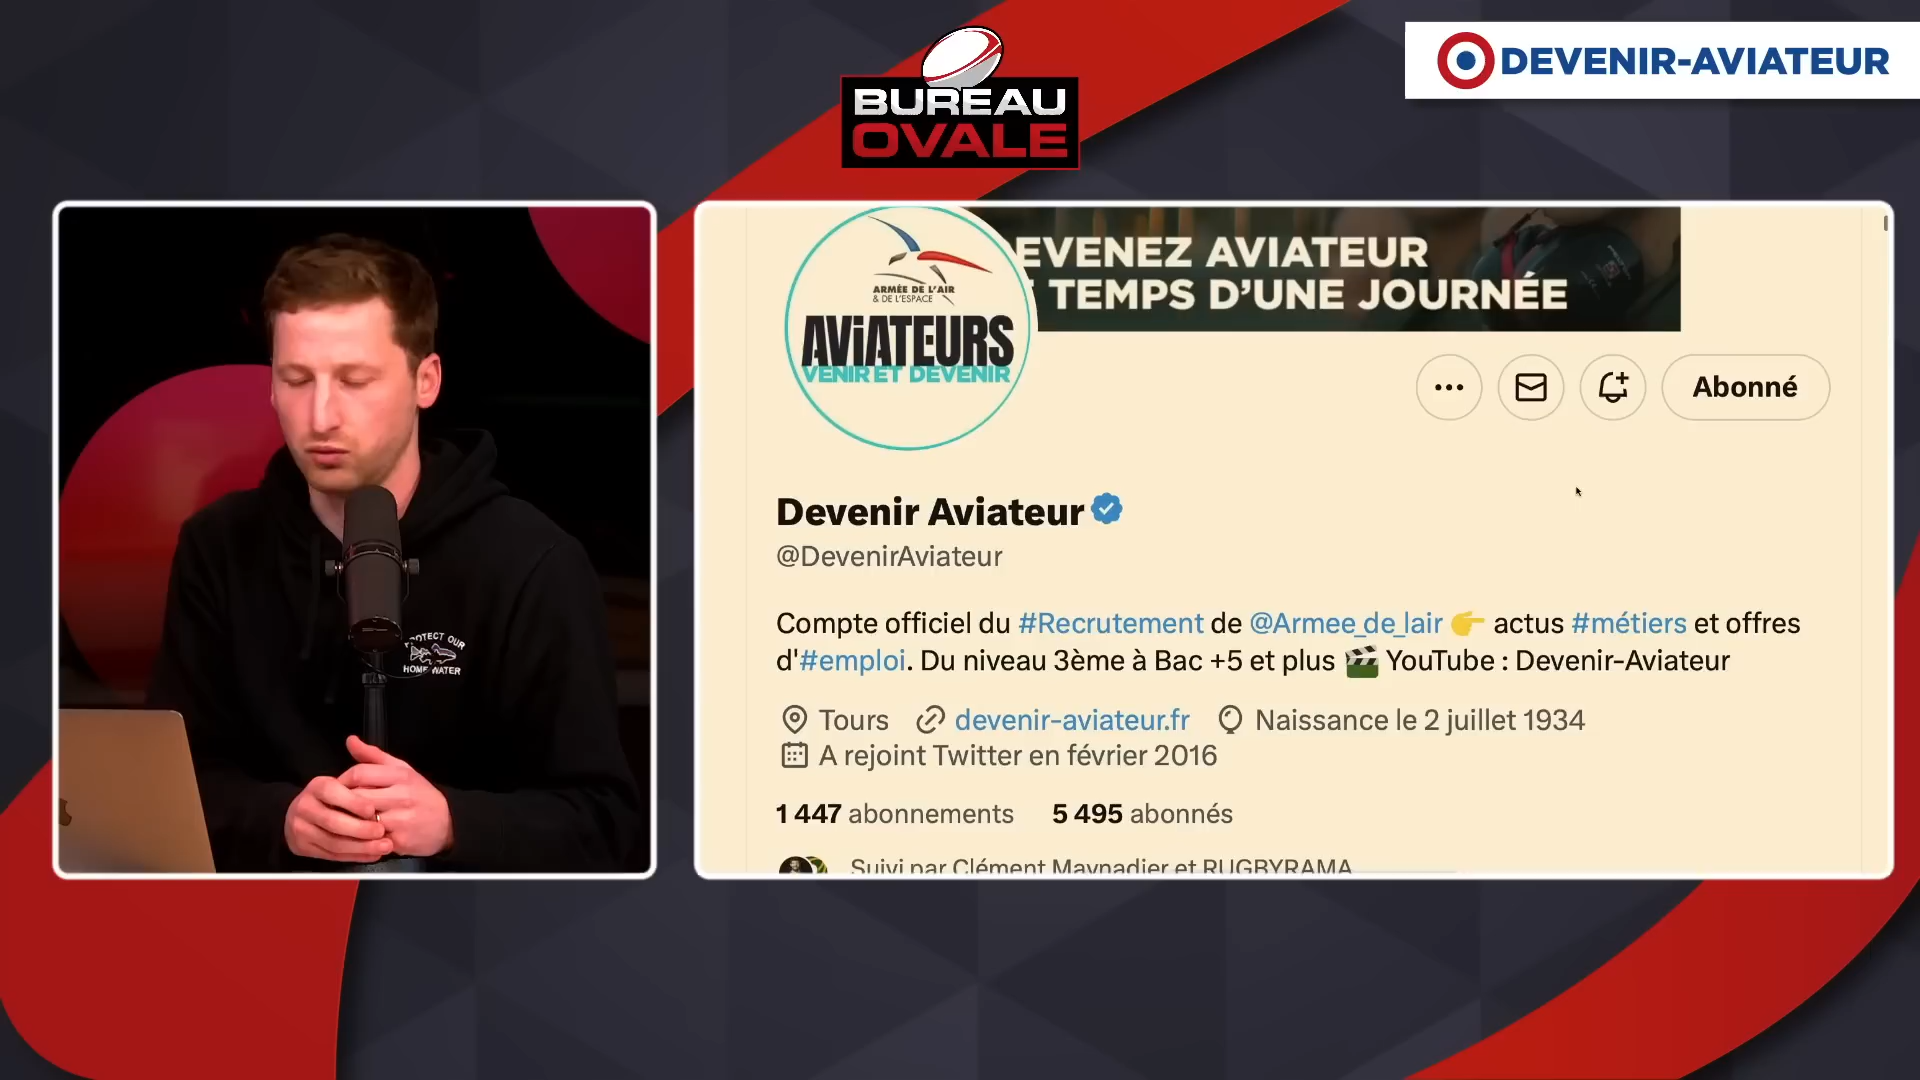 BUREAU
OVALE
DEVENIR-AVIATEUR
PROTECT OUR
HOME WATER
ARMÉE DE L'AIR
& DE L'ESPACE
AViATEURS
VENIR ET DEVENIR
EVENEZ AVIATEUR
TEMPS D'UNE JOURNÉE
Abonné
Devenir Aviateur
@DevenirAviateur
Compte officiel du #Recrutement de @Armee_de_lair 👉 actus #métiers et offres
d'#emploi. Du niveau 3ème à Bac +5 et plus 🎬 YouTube : Devenir-Aviateur
Tours devenir-aviateur.fr Naissance le 2 juillet 1934
A rejoint Twitter en février 2016
1 447 abonnements 5 495 abonnés
Suivi par Clément Maynadier et RUGBYRAMA